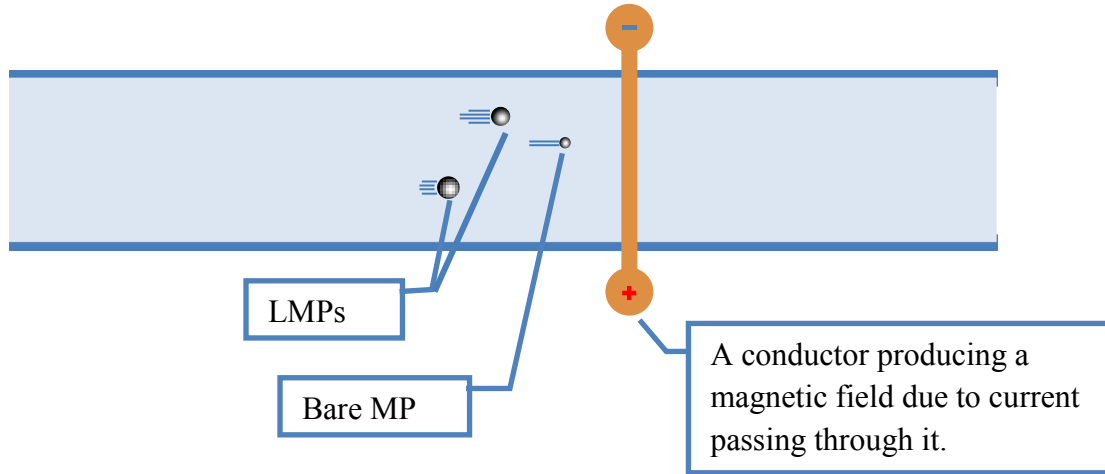 -
LMPs
+
Bare MP
A conductor producing a
magnetic field due to current
passing through it.